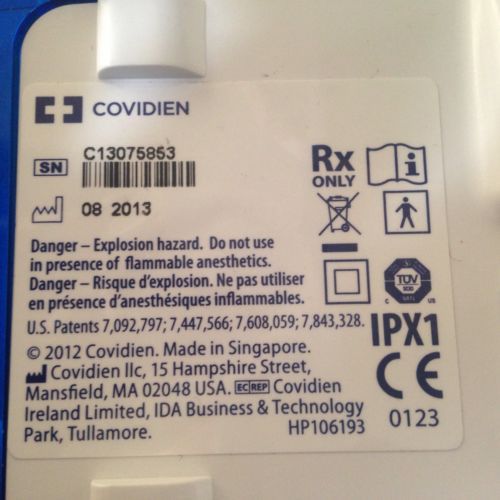 COVIDIEN
SN C13075853
08 2013
Rx
ONLY
Danger – Explosion hazard. Do not use
in presence of flammable anesthetics.
Danger – Risque d'explosion. Ne pas utiliser
en présence d'anesthésiques inflammables.
U.S. Patents 7,092,797; 7,447,566; 7,608,059; 7,843,328.
TUV
C US
IPX1
© 2012 Covidien. Made in Singapore.
Covidien llc, 15 Hampshire Street,
Mansfield, MA 02048 USA. EC REP Covidien
Ireland Limited, IDA Business & Technology
Park, Tullamore.
HP106193
CE
0123